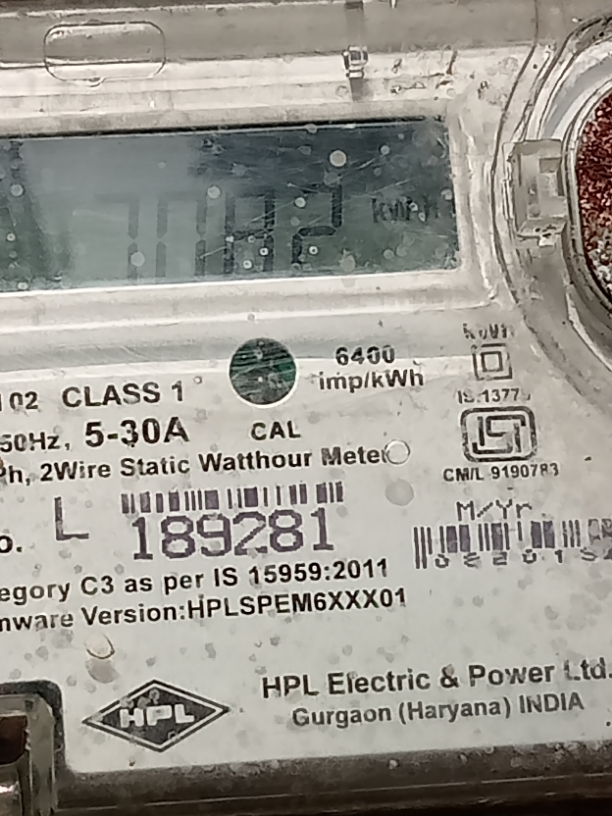 kWh
6400
imp/kWh
102 CLASS 1
50Hz, 5-30A
CAL
IS:13779
Ph, 2Wire Static Watthour Meter
CM/L 9190783
M/Yr
o. L 189281
egory C3 as per IS 15959:2011
mware Version:HPLSPEM6XXX01
HPL
HPL Electric & Power Ltd.
Gurgaon (Haryana) INDIA